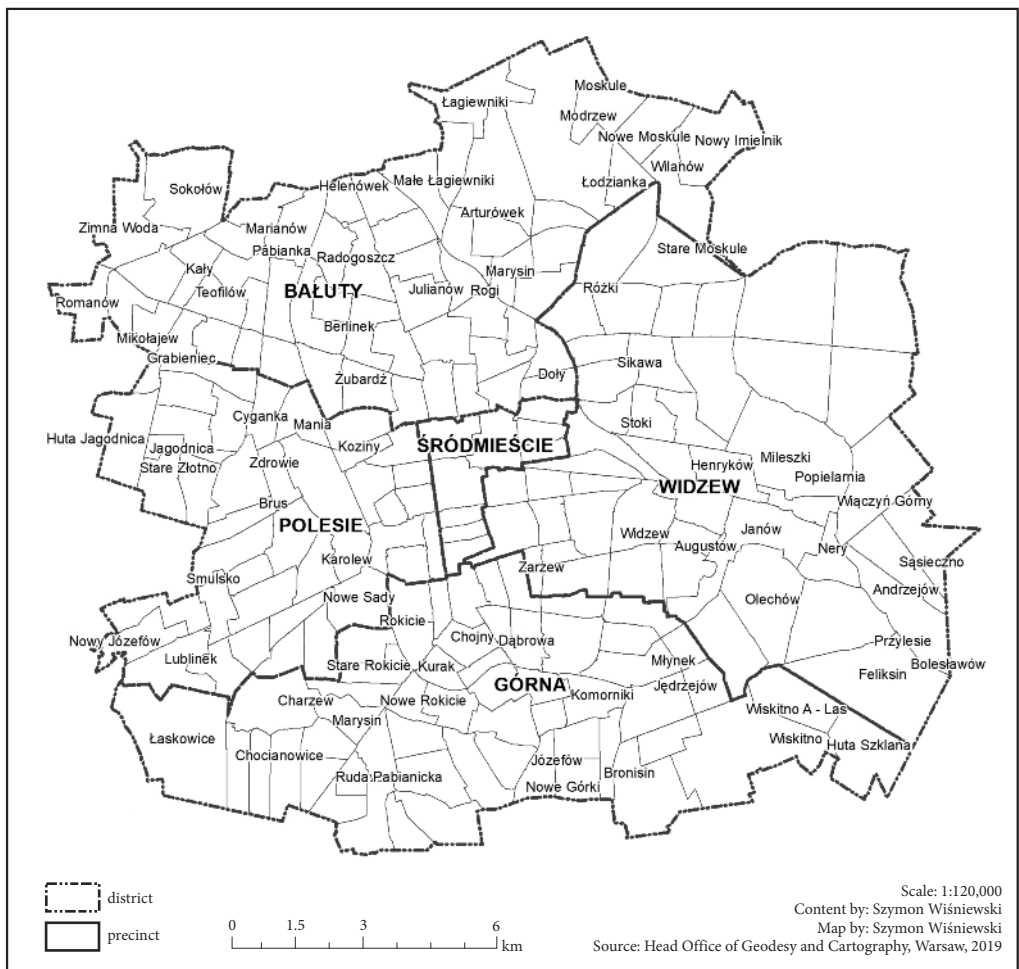 Moskule
Łagiewniki
Modrzew
Nowe Moskule
Nowy Imielnik
Wilanów
Helenówek
Małe Łagiewniki
Łodzianka
Sokołów
Arturówek
Zimna Woda
Marianów
Stare Moskule
Pabianka
Radogoszcz
Kały
Marysin
Teofilów
BAŁUTY
Julianów
Rogi
Różki
Romanów
Berlinek
Mikołajew
Grabieniec
Sikawa
Żubardź
Doły
Cyganka
Mania
Stoki
Huta Jagodnica
Jagodnica
Koziny
ŚRÓDMIEŚCIE
Stare Złotno
Zdrowie
Henryków
Mileszki
Popielarnia
WIDZEW
Brus
Wiączyń Górny
POLESIE
Widzew
Janów
Augustów
Nery
Karolew
Zarzew
Sąsieczno
Smulsko
Andrzejów
Nowe Sady
Olechów
Rokicie
Nowy Józefów
Chojny
Dąbrowa
Przylesie
Lublinek
Stare Rokicie
Kurak
Młynek
Bolesławów
Feliksin
GÓRNA
Jędrzejów
Charzew
Nowe Rokicie
Komorniki
Wiskitno A - Las
Marysin
Łaskowice
Wiskitno
Huta Szklana
Chocianowice
Józefów
Ruda Pabianicka
Bronisin
Nowe Górki
district
precinct
0 1.5 3 6
km
Scale: 1:120,000
Content by: Szymon Wiśniewski
Map by: Szymon Wiśniewski
Source: Head Office of Geodesy and Cartography, Warsaw, 2019